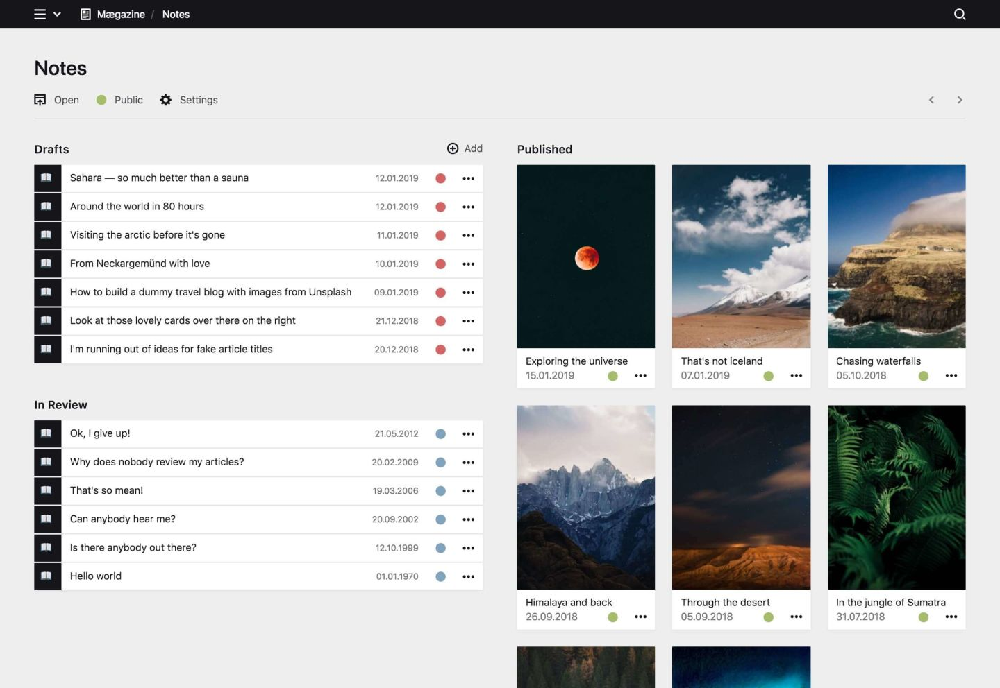 Mægazine / Notes
Notes
Open Public Settings
Drafts Add
Sahara — so much better than a sauna 12.01.2019
Around the world in 80 hours 12.01.2019
Visiting the arctic before it's gone 11.01.2019
From Neckargemünd with love 10.01.2019
How to build a dummy travel blog with images from Unsplash 09.01.2019
Look at those lovely cards over there on the right 21.12.2018
I'm running out of ideas for fake article titles 20.12.2018
In Review
Ok, I give up! 21.05.2012
Why does nobody review my articles? 20.02.2009
That's so mean! 19.03.2006
Can anybody hear me? 20.09.2002
Is there anybody out there? 12.10.1999
Hello world 01.01.1970
Published
Exploring the universe
15.01.2019
That's not iceland
07.01.2019
Chasing waterfalls
05.10.2018
Himalaya and back
26.09.2018
Through the desert
05.09.2018
In the jungle of Sumatra
31.07.2018